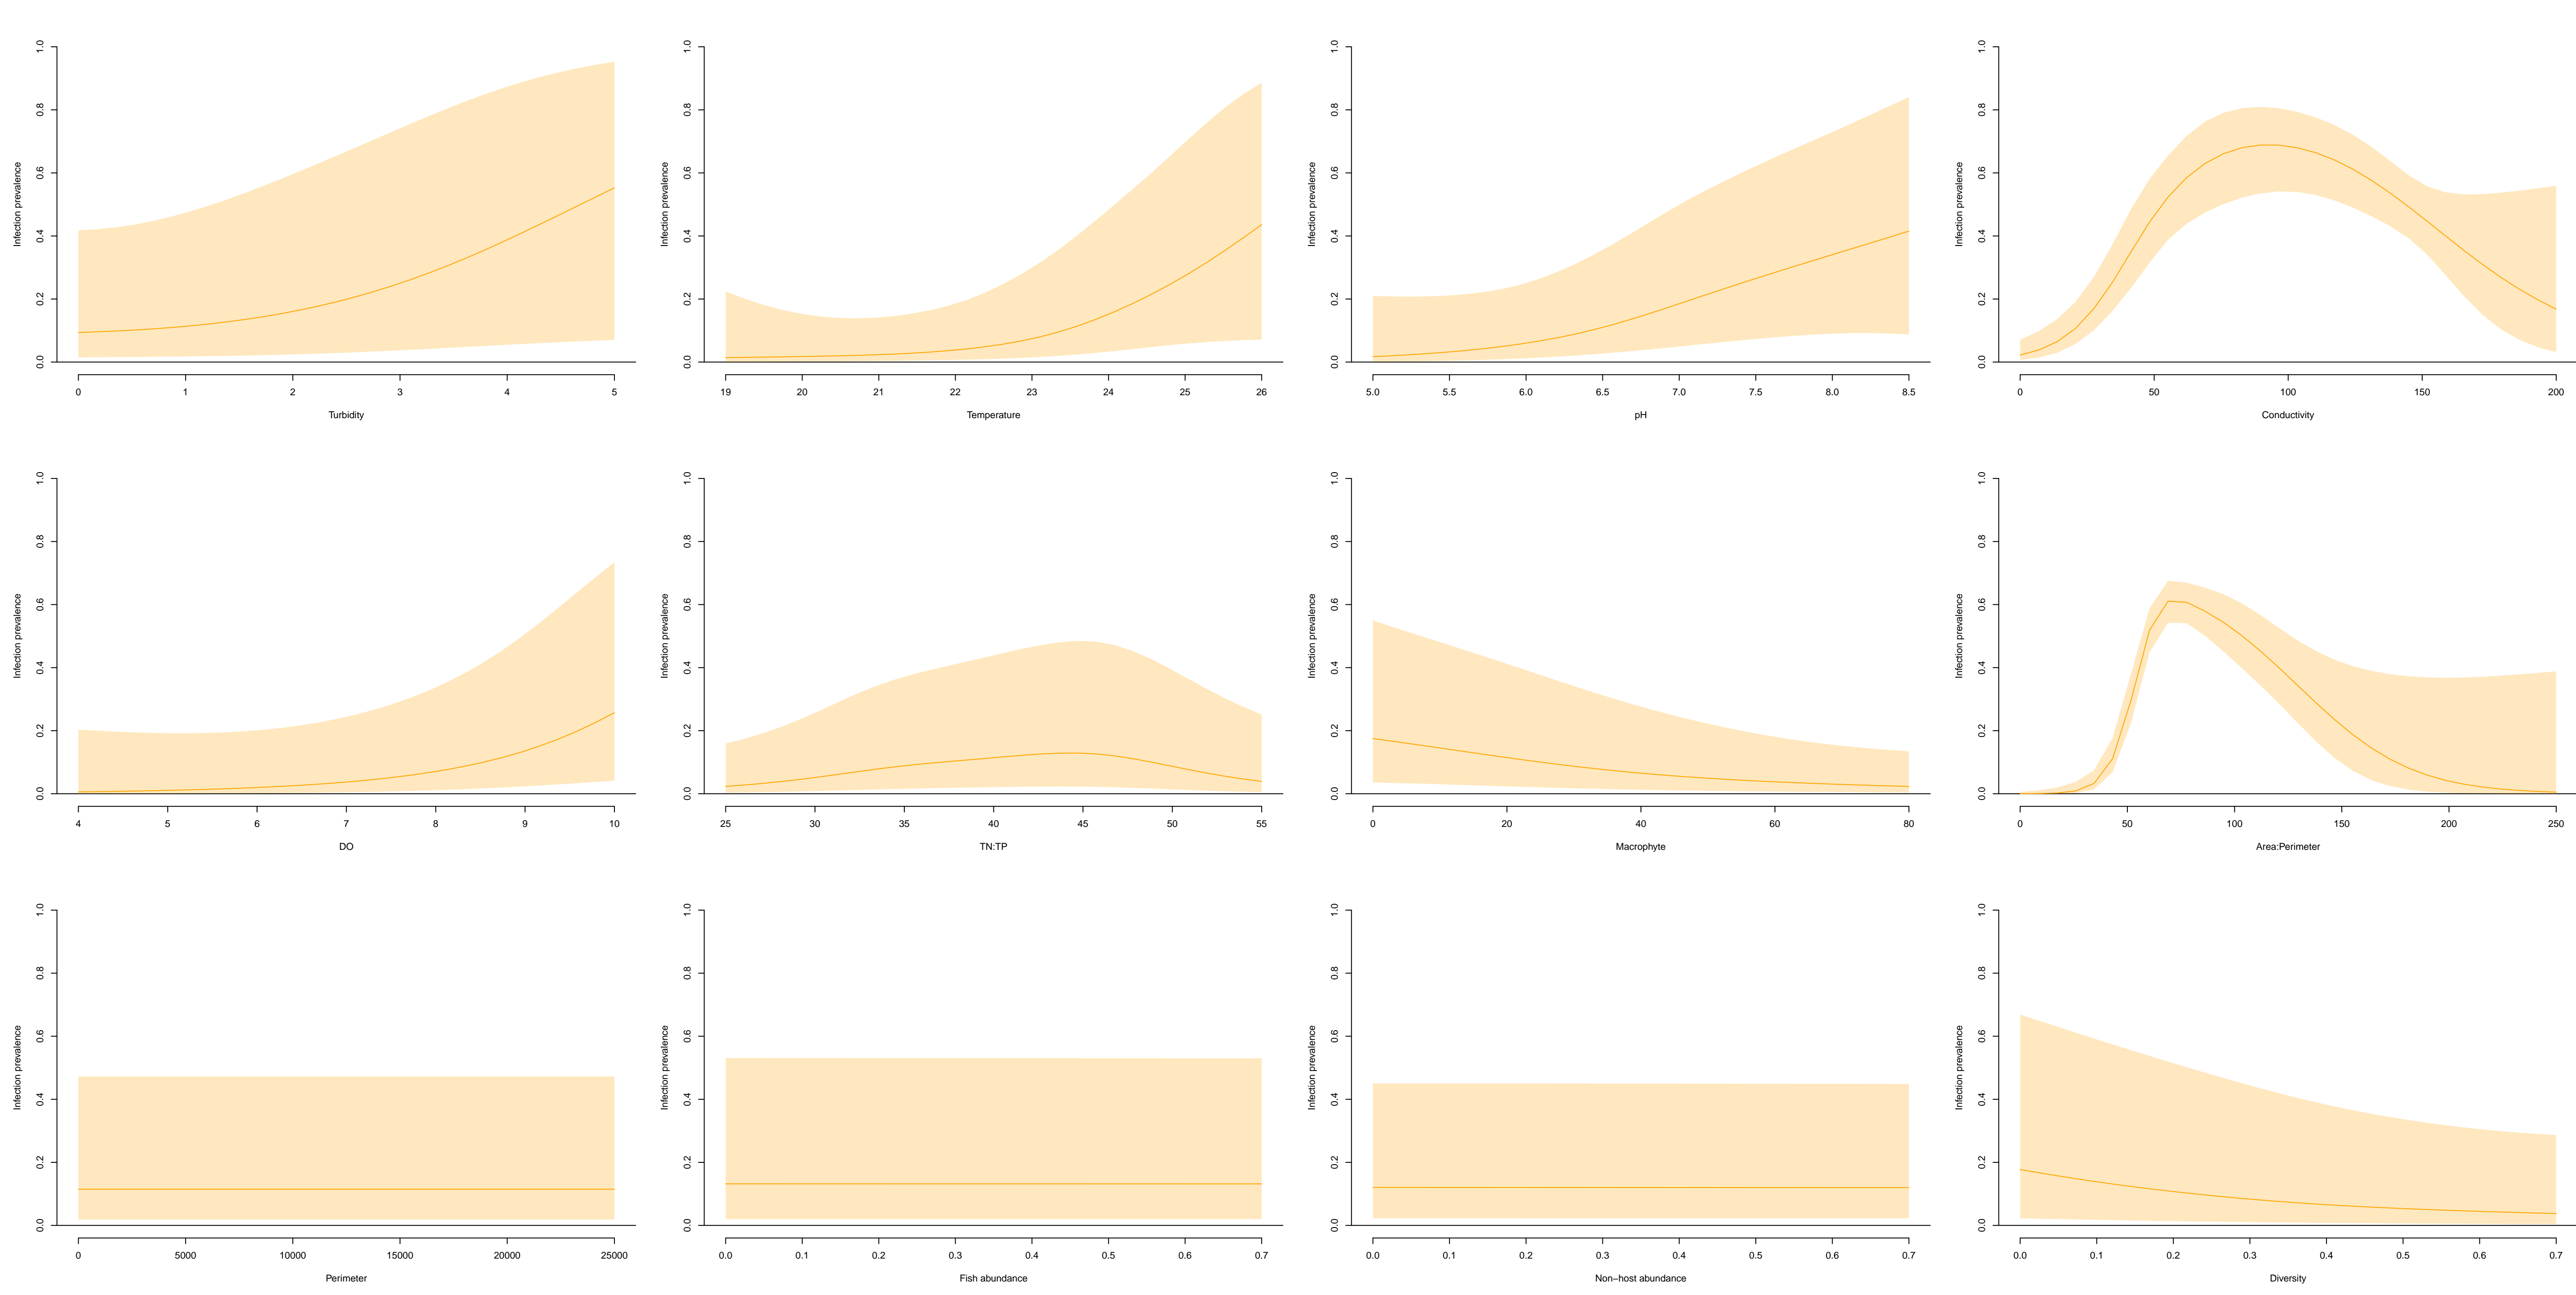 Infection prevalence
0.0 0.2 0.4 0.6 0.8 1.0
0 1 2 3 4 5
Turbidity
Infection prevalence
0.0 0.2 0.4 0.6 0.8 1.0
19 20 21 22 23 24 25 26
Temperature
Infection prevalence
0.0 0.2 0.4 0.6 0.8 1.0
5.0 5.5 6.0 6.5 7.0 7.5 8.0 8.5
pH
Infection prevalence
0.0 0.2 0.4 0.6 0.8 1.0
0 50 100 150 200
Conductivity
Infection prevalence
0.0 0.2 0.4 0.6 0.8 1.0
4 5 6 7 8 9 10
DO
Infection prevalence
0.0 0.2 0.4 0.6 0.8 1.0
25 30 35 40 45 50 55
TN:TP
Infection prevalence
0.0 0.2 0.4 0.6 0.8 1.0
0 20 40 60 80
Macrophyte
Infection prevalence
0.0 0.2 0.4 0.6 0.8 1.0
0 50 100 150 200 250
Area:Perimeter
Infection prevalence
0.0 0.2 0.4 0.6 0.8 1.0
0 5000 10000 15000 20000 25000
Perimeter
Infection prevalence
0.0 0.2 0.4 0.6 0.8 1.0
0.0 0.1 0.2 0.3 0.4 0.5 0.6 0.7
Fish abundance
Infection prevalence
0.0 0.2 0.4 0.6 0.8 1.0
0.0 0.1 0.2 0.3 0.4 0.5 0.6 0.7
Non−host abundance
Infection prevalence
0.0 0.2 0.4 0.6 0.8 1.0
0.0 0.1 0.2 0.3 0.4 0.5 0.6 0.7
Diversity